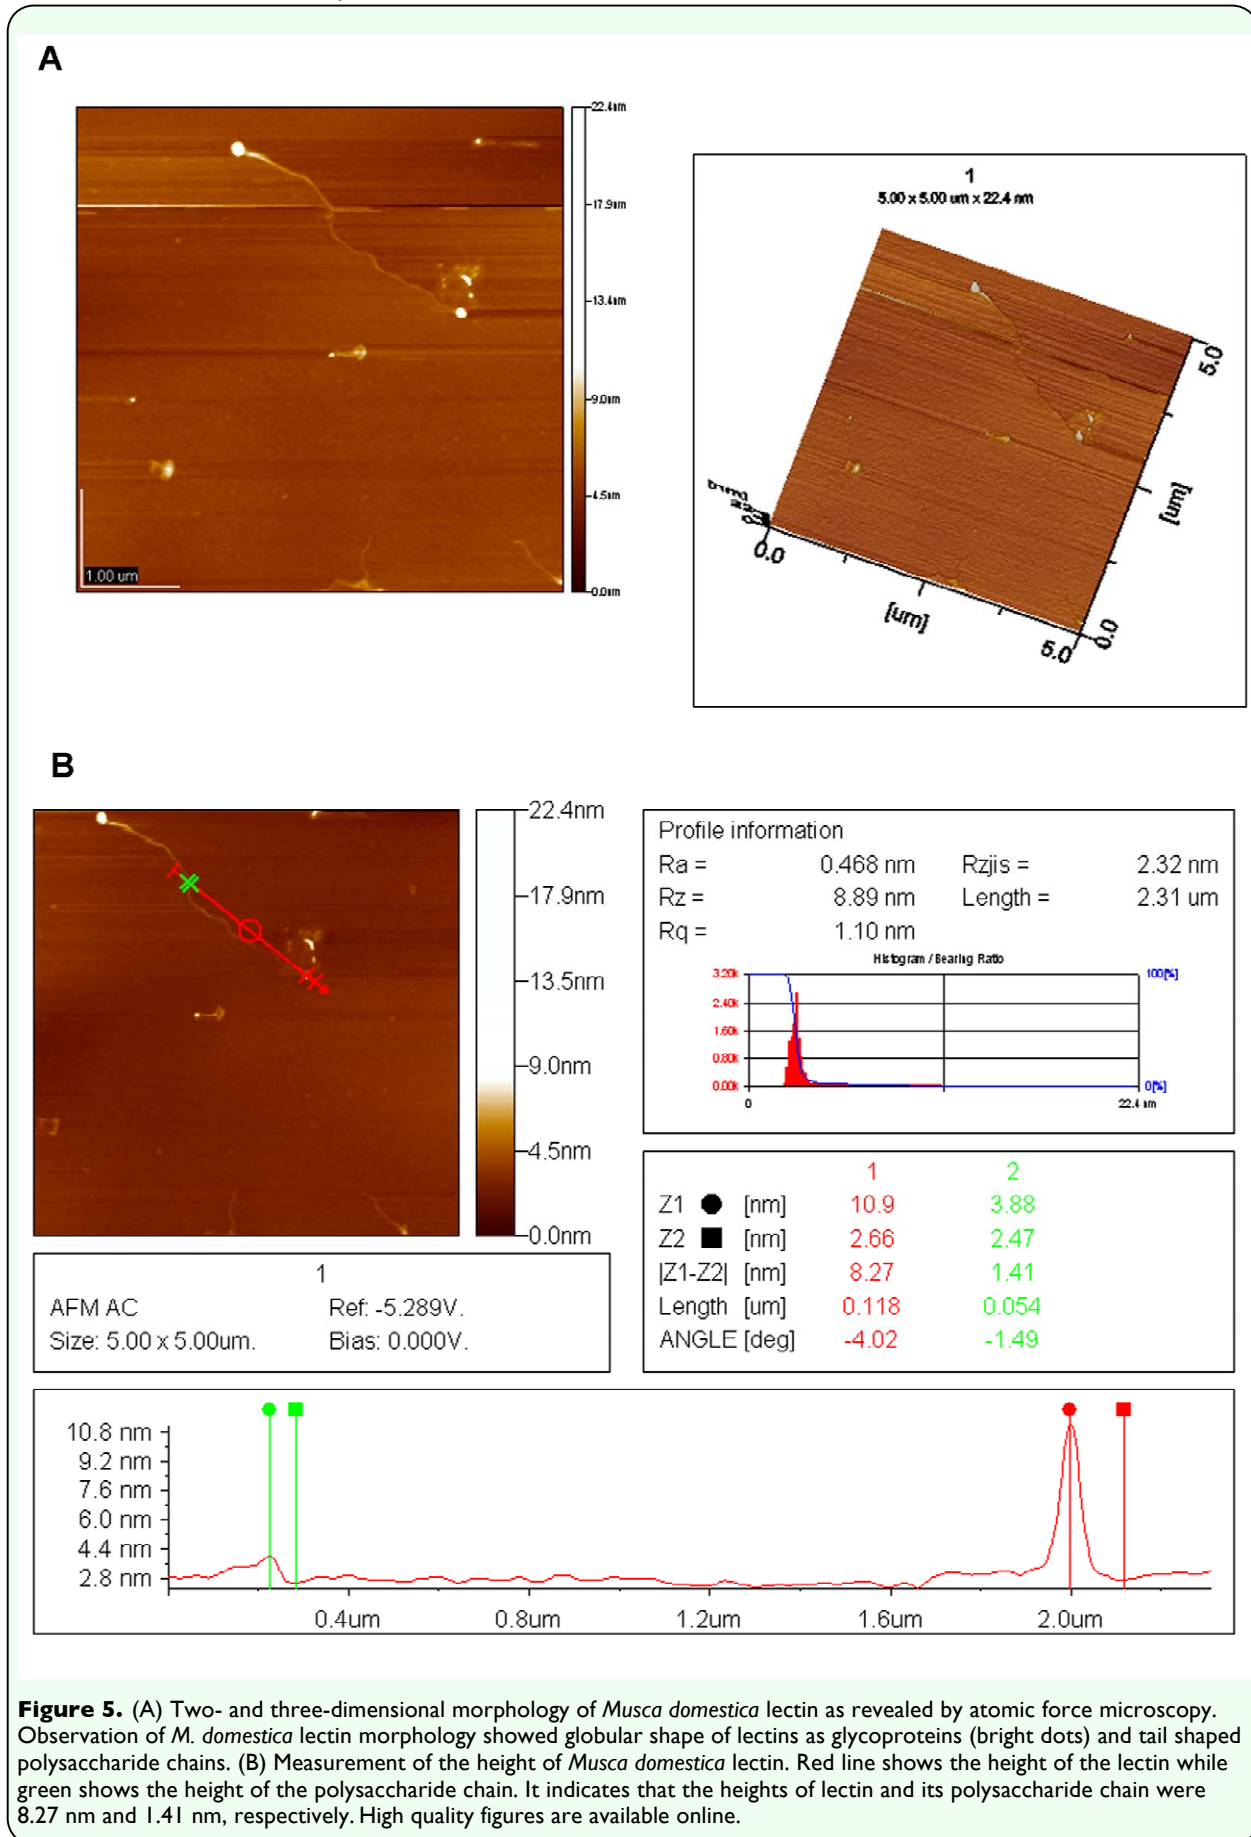 A
22.4nm
17.9nm
13.4nm
9.0nm
4.5nm
0.0nm
1.00 um
1
5.00 x 5.00 um x 22.4 nm
5.0
[um]
0.0
0.0
[um]
5.0
B
22.4nm
17.9nm
13.5nm
9.0nm
4.5nm
0.0nm
Profile information
Ra = 0.468 nm Rzjis = 2.32 nm
Rz = 8.89 nm Length = 2.31 um
Rq = 1.10 nm
Histogram / Bearing Ratio
3.20k 100[%]
2.40k
1.60k
0.80k
0.00k 0[%]
0 22.4 nm
1 2
Z1 ● [nm] 10.9 3.88
Z2 ■ [nm] 2.66 2.47
|Z1-Z2| [nm] 8.27 1.41
Length [um] 0.118 0.054
ANGLE [deg] -4.02 -1.49
1
AFM AC Ref: -5.289V.
Size: 5.00 x 5.00um. Bias: 0.000V.
10.8 nm
9.2 nm
7.6 nm
6.0 nm
4.4 nm
2.8 nm
0.4um 0.8um 1.2um 1.6um 2.0um
Figure 5. (A) Two- and three-dimensional morphology of Musca domestica lectin as revealed by atomic force microscopy.
Observation of M. domestica lectin morphology showed globular shape of lectins as glycoproteins (bright dots) and tail shaped
polysaccharide chains. (B) Measurement of the height of Musca domestica lectin. Red line shows the height of the lectin while
green shows the height of the polysaccharide chain. It indicates that the heights of lectin and its polysaccharide chain were
8.27 nm and 1.41 nm, respectively. High quality figures are available online.